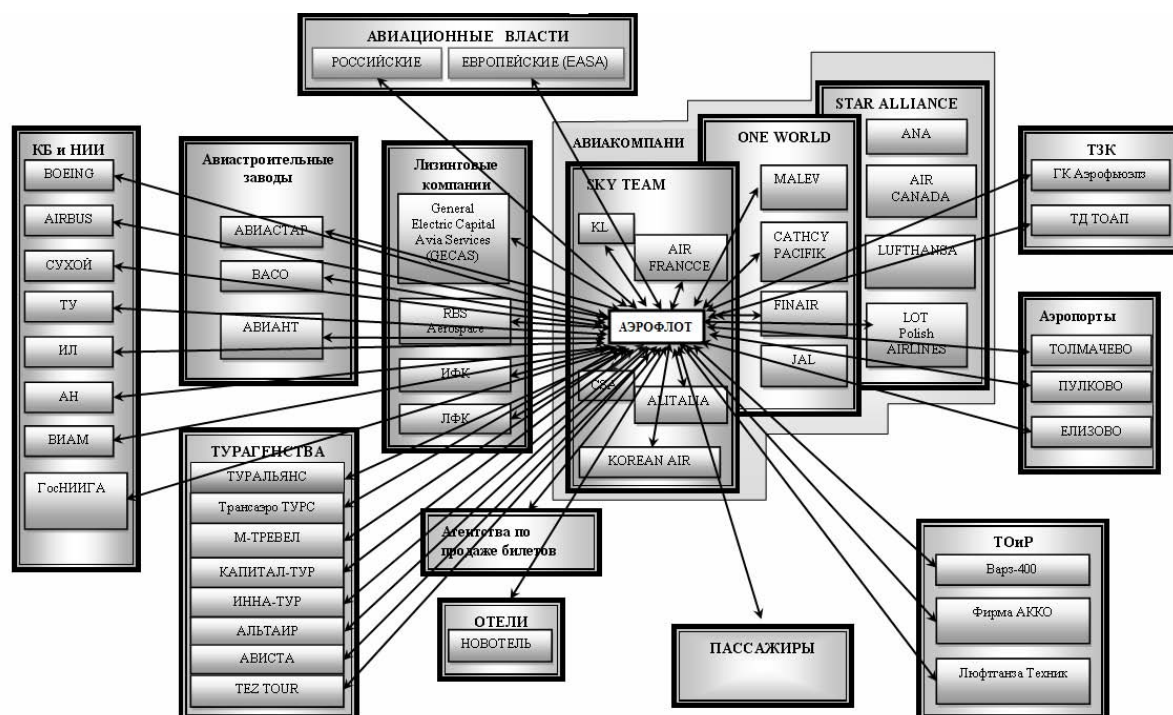 АВИАЦИОННЫЕ ВЛАСТИ
РОССИЙСКИЕ
ЕВРОПЕЙСКИЕ (EASA)
КБ и НИИ
BOEING
AIRBUS
СУХОЙ
ТУ
ИЛ
АН
ВИАМ
ГосНИИГА
Авиастроительные
заводы
АВИАСТАР
ВАСО
АВИАНТ
Лизинговые
компании
General
Electric Capital
Avia Services
(GECAS)
RBS
Aerospace
ИФК
ЛФК
АВИАКОМПАНИ
SKY TEAM
KL
AIR
FRANCCE
АЭРОФЛОТ
CSA
ALITALIA
KOREAN AIR
ONE WORLD
MALEV
CATHCY
PACIFIK
FINAIR
JAL
STAR ALLIANCE
ANA
AIR
CANADA
LUFTHANSA
LOT
Polish
AIRLINES
ТЗК
ГК Аэрофьюэлз
ТД ТОАП
Аэропорты
ТОЛМАЧЕВО
ПУЛКОВО
ЕЛИЗОВО
ТУРАГЕНСТВА
ТУРАЛЬЯНС
Трансаэро ТУРС
М-ТРЕВЕЛ
КАПИТАЛ-ТУР
ИННА-ТУР
АЛЬТАИР
АВИСТА
TEZ TOUR
Агентства по
продаже билетов
ОТЕЛИ
НОВОТЕЛЬ
ПАССАЖИРЫ
ТОиР
Варз-400
Фирма АККО
Люфтганза Техник